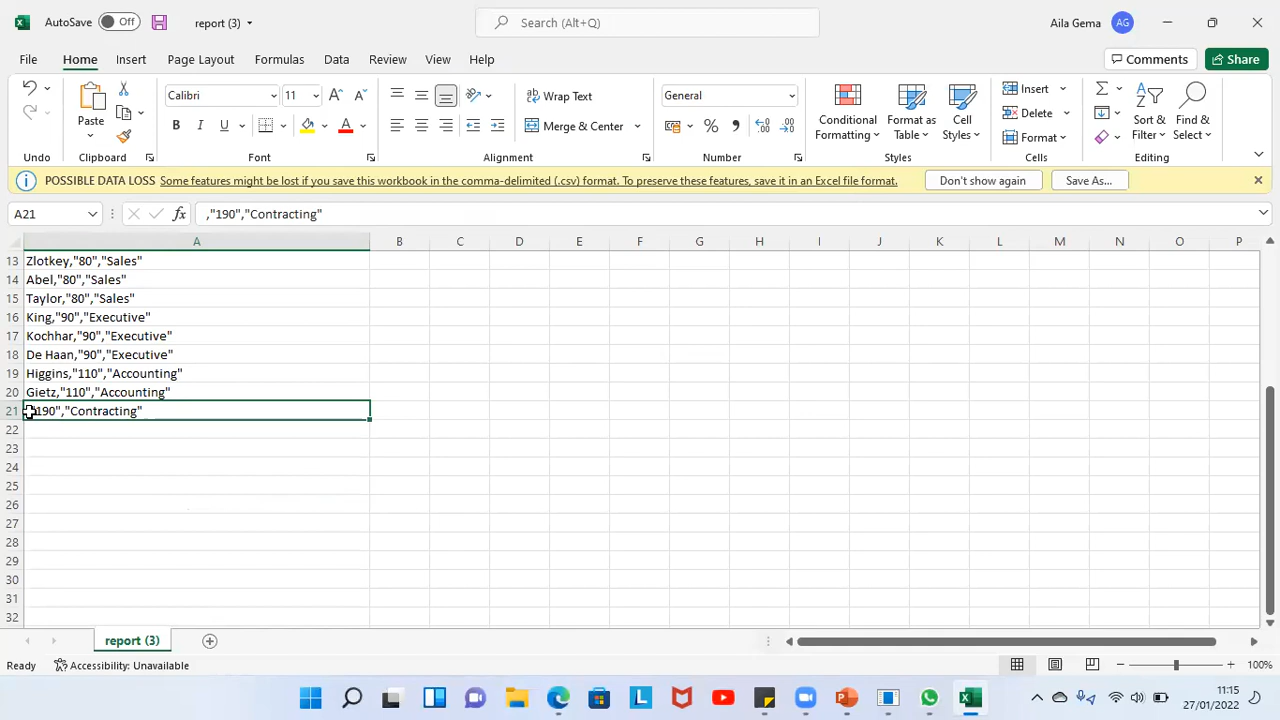 AutoSave Off report (3) Search (Alt+Q) Aila Gema AG
File Home Insert Page Layout Formulas Data Review View Help Comments Share
Paste Calibri 11 Wrap Text General Conditional Formatting Format as Table Cell Styles Insert Sort & Filter Find & Select
B I U Merge & Center % Delete
Format
Undo Clipboard Font Alignment Number Styles Cells Editing
POSSIBLE DATA LOSS Some features might be lost if you save this workbook in the comma-delimited (.csv) format. To preserve these features, save it in an Excel file format. Don't show again Save As...
A21 fx ,"190","Contracting"
A B C D E F G H I J K L M N O P
13 Zlotkey,"80","Sales"
14 Abel,"80","Sales"
15 Taylor,"80","Sales"
16 King,"90","Executive"
17 Kochhar,"90","Executive"
18 De Haan,"90","Executive"
19 Higgins,"110","Accounting"
20 Gietz,"110","Accounting"
21 190","Contracting"
22
23
24
25
26
27
28
29
30
31
32
report (3)
Ready Accessibility: Unavailable 100%
11:15
27/01/2022